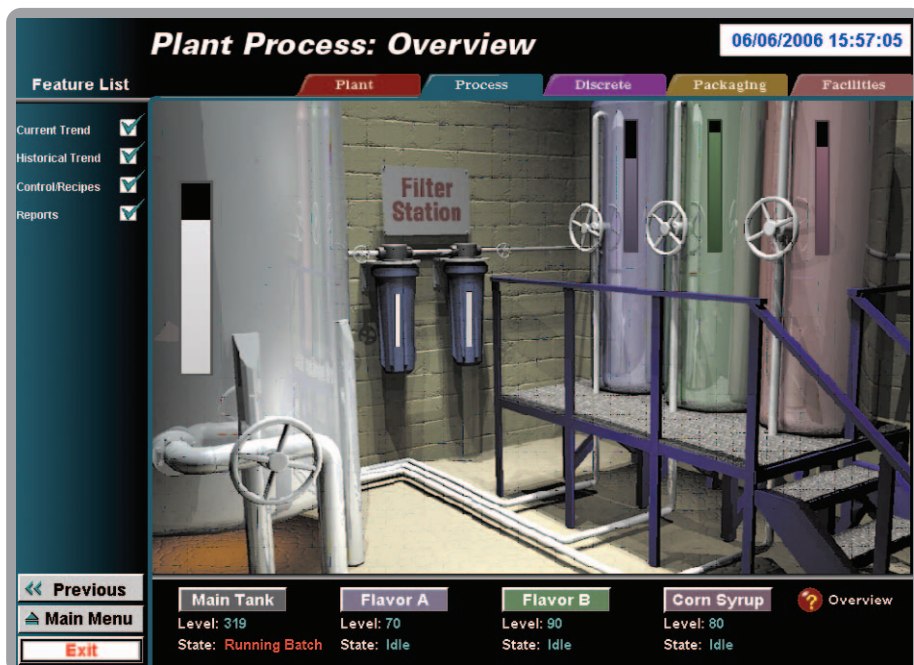 Plant Process: Overview
06/06/2006 15:57:05
Feature List
Plant
Process
Discrete
Packaging
Facilities
Current Trend
Historical Trend
Control/Recipes
Reports
Filter
Station
Previous
Main Menu
Exit
Main Tank
Level: 319
State: Running Batch
Flavor A
Level: 70
State: Idle
Flavor B
Level: 90
State: Idle
Corn Syrup
Level: 80
State: Idle
? Overview